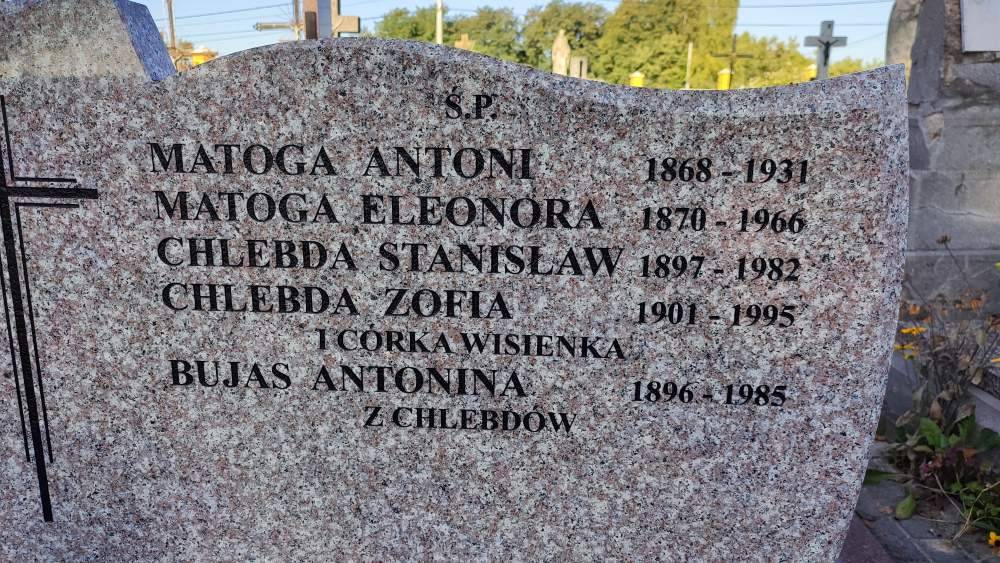 Ś.P.
MATOGA ANTONI 1868 - 1931
MATOGA ELEONORA 1870 - 1966
CHLEBDA STANISŁAW 1897 - 1982
CHLEBDA ZOFIA 1901 - 1995
I CÓRKA WISIENKA
BUJAS ANTONINA 1896 - 1985
Z CHLEBDÓW